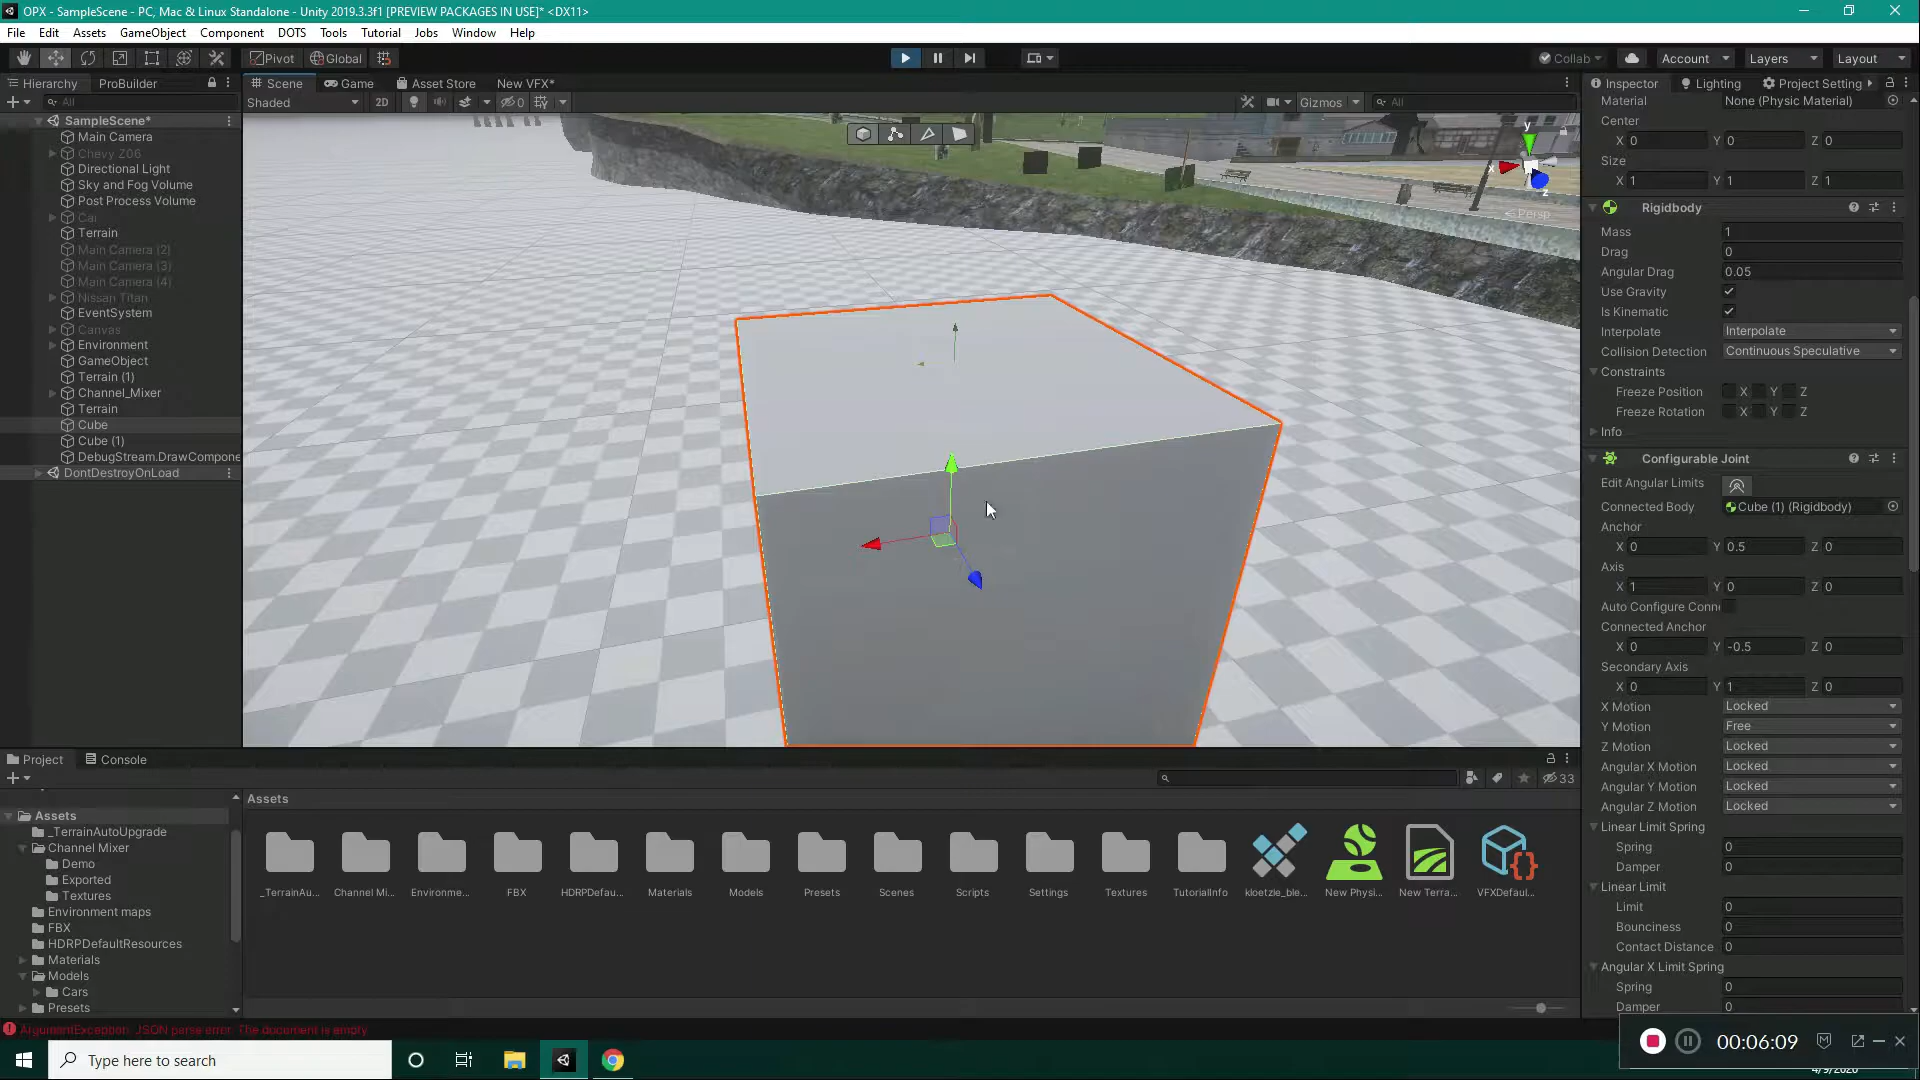 OPX - SampleScene - PC, Mac & Linux Standalone - Unity 2019.3.3f1 [PREVIEW PACKAGES IN USE]* <DX11>
File Edit Assets GameObject Component DOTS Tools Tutorial Jobs Window Help
Pivot Global Collab Account Layers Layout
Hierarchy ProBuilder Scene Game Asset Store New VFX* Inspector Lighting Project Setting
All Shaded 2D 0 Gizmos All
SampleScene*
Main Camera
Chevy Z06
Directional Light
Sky and Fog Volume
Post Process Volume
Terrain
Main Camera (2)
Main Camera (3)
Main Camera (4)
Nissan Titan
EventSystem
Canvas
Environment
GameObject
Terrain (1)
Channel_Mixer
Terrain
Cube
Cube (1)
DebugStream.DrawCompone
DontDestroyOnLoad
y
x
z
Persp
Material None (Physic Material)
Center
X 0 Y 0 Z 0
Size
X 1 Y 1 Z 1
Rigidbody
Mass 1
Drag 0
Angular Drag 0.05
Use Gravity
Is Kinematic
Interpolate Interpolate
Collision Detection Continuous Speculative
Constraints
Freeze Position X Y Z
Freeze Rotation X Y Z
Info
Configurable Joint
Edit Angular Limits
Connected Body Cube (1) (Rigidbody)
Anchor
X 0 Y 0.5 Z 0
Axis
X 1 Y 0 Z 0
Auto Configure Conn
Connected Anchor
X 0 Y -0.5 Z 0
Secondary Axis
X 0 Y 1 Z 0
X Motion Locked
Y Motion Free
Z Motion Locked
Angular X Motion Locked
Angular Y Motion Locked
Angular Z Motion Locked
Linear Limit Spring
Spring 0
Damper 0
Linear Limit
Limit 0
Bounciness 0
Contact Distance 0
Angular X Limit Spring
Spring 0
Damper 0
Project Console
33
Assets
_TerrainAutoUpgrade
Channel Mixer
Demo
Exported
Textures
Environment maps
FBX
HDRPDefaultResources
Materials
Models
Cars
Presets
Assets
_TerrainAu... Channel Mi... Environme... FBX HDRPDefau... Materials Models Presets Scenes Scripts Settings Textures TutorialInfo kloetzle_ble... New Physi... New Terra... VFXDefaul...
ArgumentException: JSON parse error: The document is empty.
Type here to search
00:06:09
4/9/2020